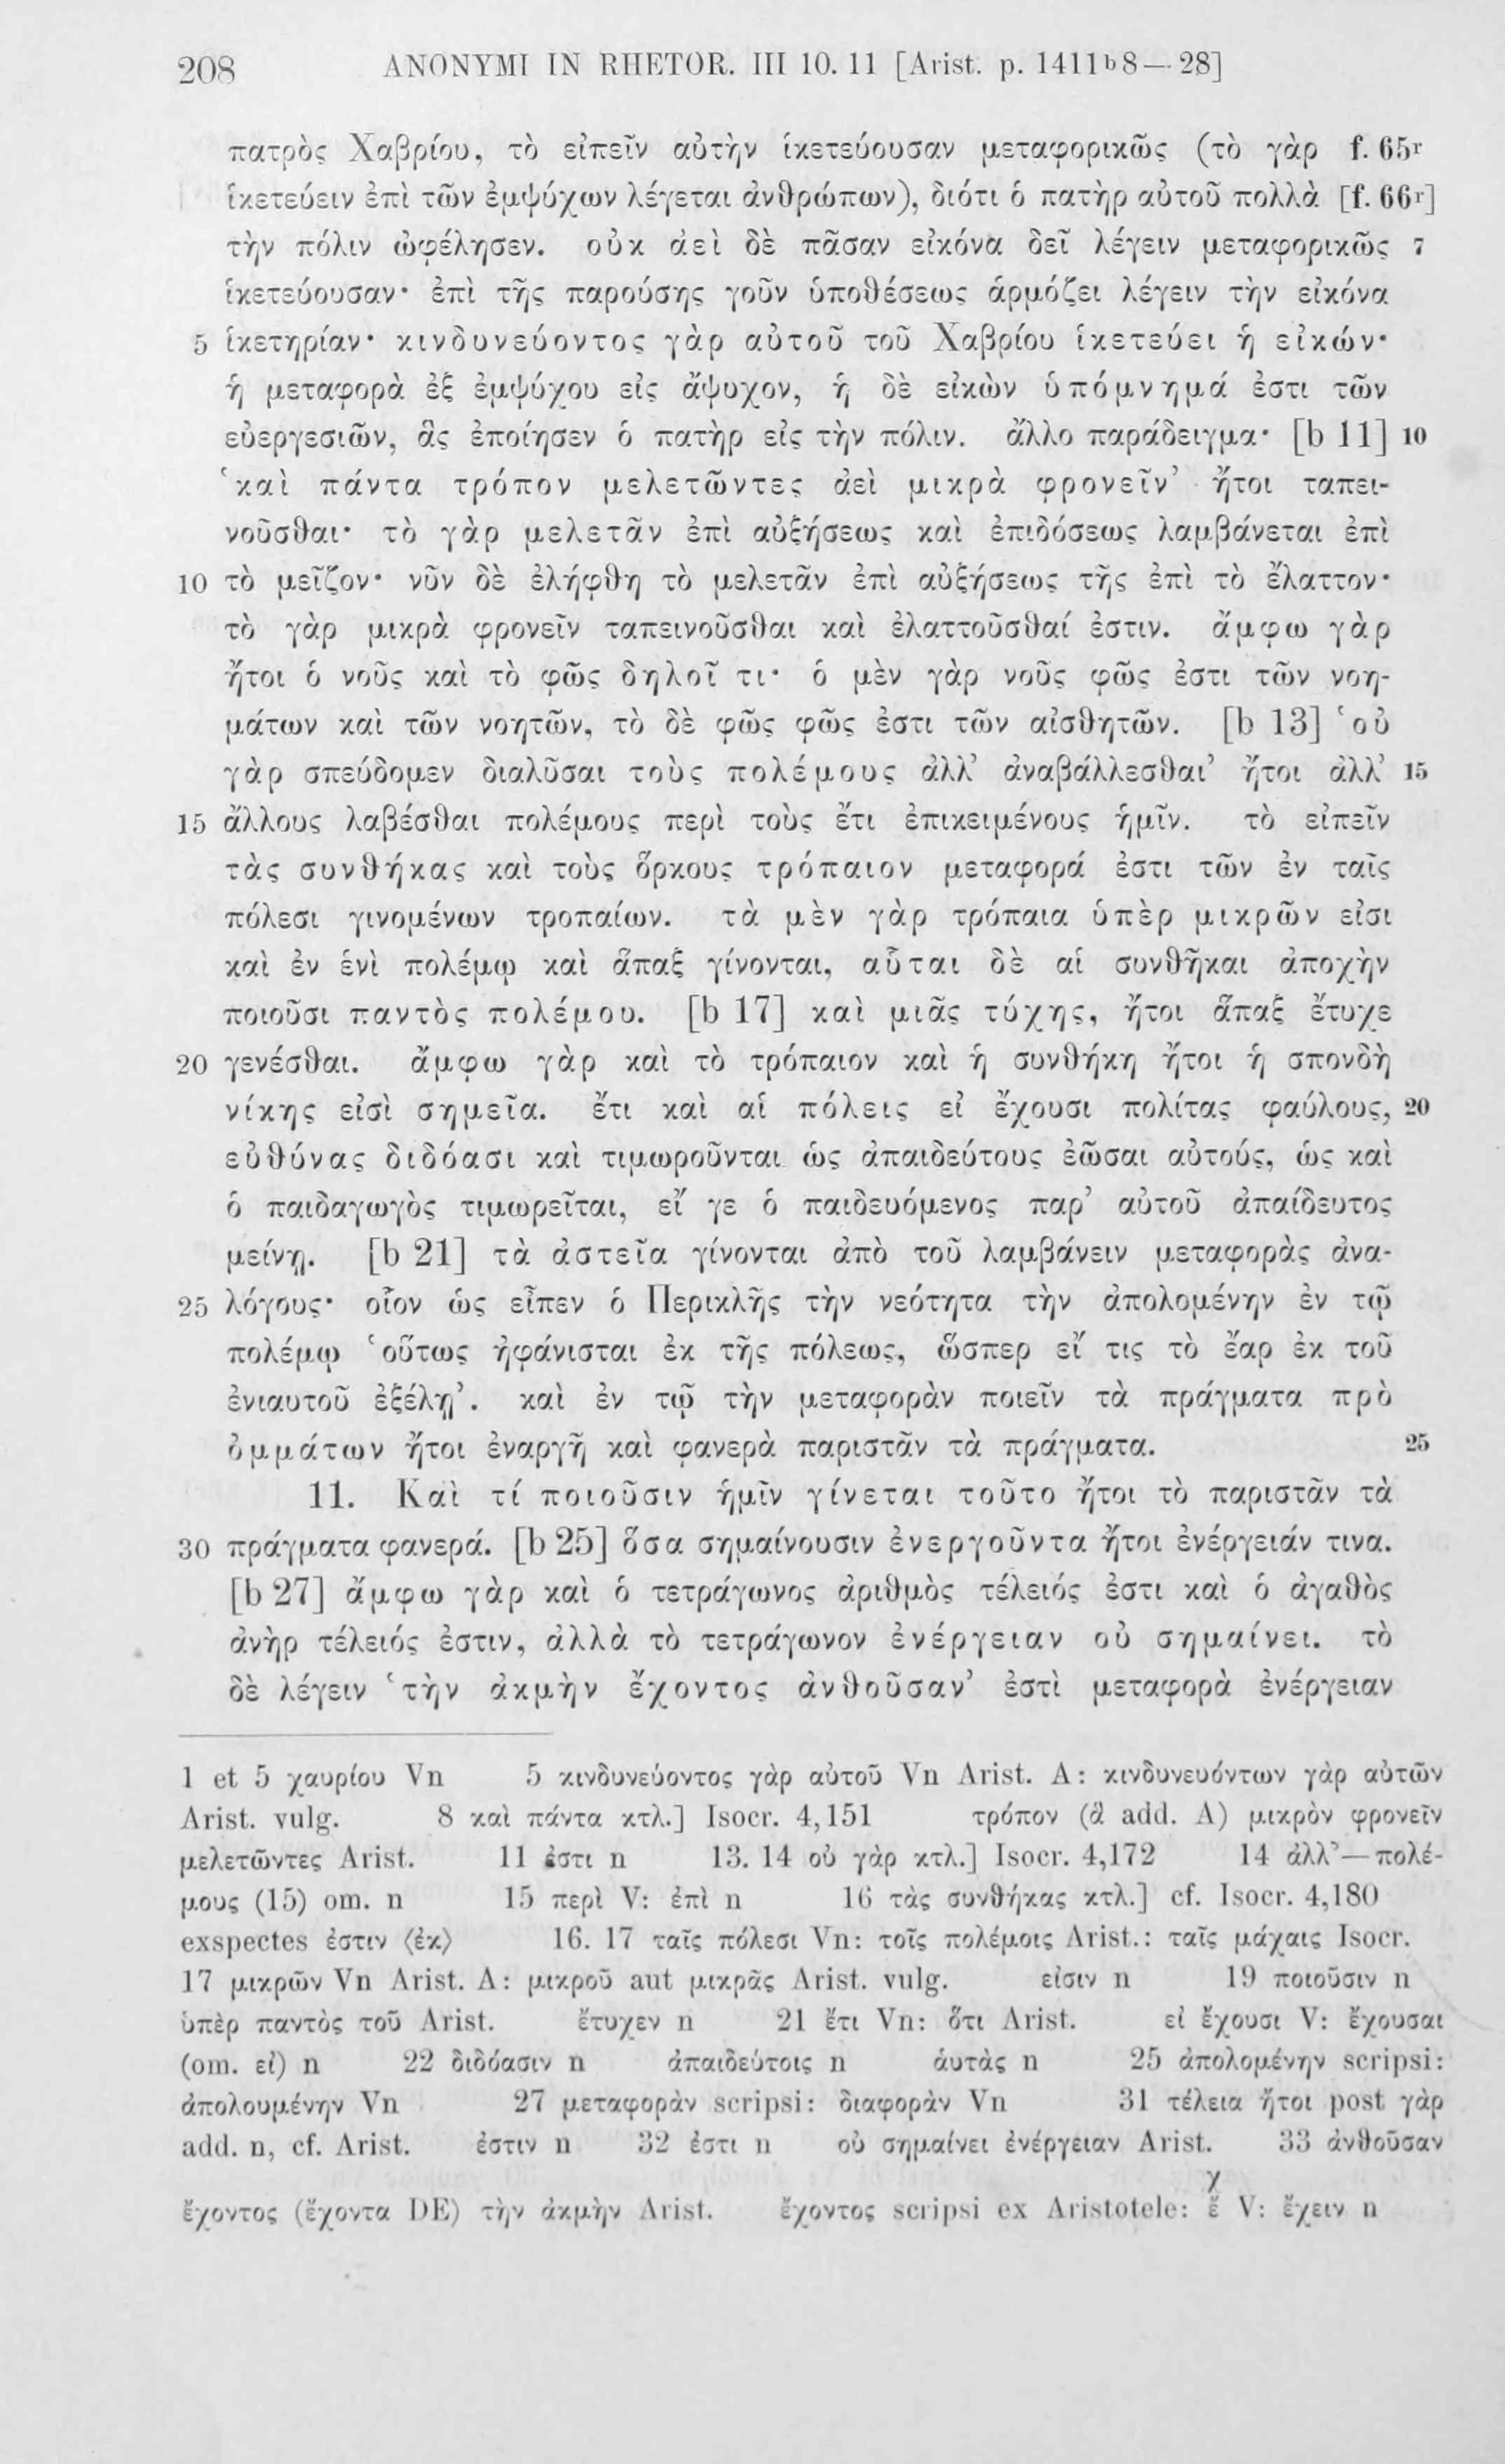 208 ANONYMI IN RHETOR. III 10. 11 [Arist. p. 1411ᵇ8— 28]
πατρὸς Χαβρίου, τὸ εἰπεῖν αὐτὴν ἱκετεύουσαν μεταφορικῶς (τὸ γὰρ f. 65ʳ
ἱκετεύειν ἐπὶ τῶν ἐμψύχων λέγεται ἀνθρώπων), διότι ὁ πατὴρ αὐτοῦ πολλὰ [f. 66ʳ]
τὴν πόλιν ὠφέλησεν. οὐκ ἀεὶ δὲ πᾶσαν εἰκόνα δεῖ λέγειν μεταφορικῶς 7
ἱκετεύουσαν· ἐπὶ τῆς παρούσης γοῦν ὑποθέσεως ἁρμόζει λέγειν τὴν εἰκόνα
5 ἱκετηρίαν· κινδυνεύοντος γὰρ αὐτοῦ τοῦ Χαβρίου ἱκετεύει ἡ εἰκών·
ἡ μεταφορὰ ἐξ ἐμψύχου εἰς ἄψυχον, ἡ δὲ εἰκὼν ὑπόμνημά ἐστι τῶν
εὐεργεσιῶν, ἃς ἐποίησεν ὁ πατὴρ εἰς τὴν πόλιν. ἄλλο παράδειγμα· [b 11] 10
‘καὶ πάντα τρόπον μελετῶντες ἀεὶ μικρὰ φρονεῖν’ ἤτοι ταπει-
νοῦσθαι· τὸ γὰρ μελετᾶν ἐπὶ αὐξήσεως καὶ ἐπιδόσεως λαμβάνεται ἐπὶ
10 τὸ μεῖζον· νῦν δὲ ἐλήφθη τὸ μελετᾶν ἐπὶ αὐξήσεως τῆς ἐπὶ τὸ ἔλαττον·
τὸ γὰρ μικρὰ φρονεῖν ταπεινοῦσθαι καὶ ἐλαττοῦσθαί ἐστιν. ἄμφω γὰρ
ἤτοι ὁ νοῦς καὶ τὸ φῶς δηλοῖ τι· ὁ μὲν γὰρ νοῦς φῶς ἐστι τῶν νοη-
μάτων καὶ τῶν νοητῶν, τὸ δὲ φῶς φῶς ἐστι τῶν αἰσθητῶν. [b 13] ‘οὐ
γὰρ σπεύδομεν διαλῦσαι τοὺς πολέμους ἀλλ’ ἀναβάλλεσθαι’ ἤτοι ἀλλ’ 15
15 ἄλλους λαβέσθαι πολέμους περὶ τοὺς ἔτι ἐπικειμένους ἡμῖν. τὸ εἰπεῖν
τὰς συνθήκας καὶ τοὺς ὅρκους τρόπαιον μεταφορά ἐστι τῶν ἐν ταῖς
πόλεσι γινομένων τροπαίων. τὰ μὲν γὰρ τρόπαια ὑπὲρ μικρῶν εἰσι
καὶ ἐν ἑνὶ πολέμῳ καὶ ἅπαξ γίνονται, αὗται δὲ αἱ συνθῆκαι ἀποχὴν
ποιοῦσι παντὸς πολέμου. [b 17] καὶ μιᾶς τύχης, ἤτοι ἅπαξ ἔτυχε
20 γενέσθαι. ἄμφω γὰρ καὶ τὸ τρόπαιον καὶ ἡ συνθήκη ἤτοι ἡ σπονδὴ
νίκης εἰσὶ σημεῖα. ἔτι καὶ αἱ πόλεις εἰ ἔχουσι πολίτας φαύλους, 20
εὐθύνας διδόασι καὶ τιμωροῦνται ὡς ἀπαιδεύτους ἐῶσαι αὐτούς, ὡς καὶ
ὁ παιδαγωγὸς τιμωρεῖται, εἴ γε ὁ παιδευόμενος παρ’ αὐτοῦ ἀπαίδευτος
μείνῃ. [b 21] τὰ ἀστεῖα γίνονται ἀπὸ τοῦ λαμβάνειν μεταφορὰς ἀνα-
25 λόγους· οἷον ὡς εἶπεν ὁ Περικλῆς τὴν νεότητα τὴν ἀπολομένην ἐν τῷ
πολέμῳ ‘οὕτως ἠφάνισται ἐκ τῆς πόλεως, ὥσπερ εἴ τις τὸ ἔαρ ἐκ τοῦ
ἐνιαυτοῦ ἐξέλῃ’. καὶ ἐν τῷ τὴν μεταφορὰν ποιεῖν τὰ πράγματα πρὸ
ὀμμάτων ἤτοι ἐναργῆ καὶ φανερὰ παριστᾶν τὰ πράγματα. 25
11. Καὶ τί ποιοῦσιν ἡμῖν γίνεται τοῦτο ἤτοι τὸ παριστᾶν τὰ
30 πράγματα φανερά. [b 25] ὅσα σημαίνουσιν ἐνεργοῦντα ἤτοι ἐνέργειάν τινα.
[b 27] ἄμφω γὰρ καὶ ὁ τετράγωνος ἀριθμὸς τέλειός ἐστι καὶ ὁ ἀγαθὸς
ἀνὴρ τέλειός ἐστιν, ἀλλὰ τὸ τετράγωνον ἐνέργειαν οὐ σημαίνει. τὸ
δὲ λέγειν ‘τὴν ἀκμὴν ἔχοντος ἀνθοῦσαν’ ἐστὶ μεταφορὰ ἐνέργειαν
1 et 5 χαυρίου Vn 5 κινδυνεύοντος γὰρ αὐτοῦ Vn Arist. A: κινδυνευόντων γὰρ αὐτῶν
Arist. vulg. 8 καὶ πάντα κτλ.] Isocr. 4,151 τρόπον (ἃ add. A) μικρὸν φρονεῖν
μελετῶντες Arist. 11 ἐστι n 13. 14 οὐ γὰρ κτλ.] Isocr. 4,172 14 ἀλλ’—πολέ-
μους (15) om. n 15 περὶ V: ἐπὶ n 16 τὰς συνθήκας κτλ.] cf. Isocr. 4,180
exspectes ἐστιν ⟨ἐκ⟩ 16. 17 ταῖς πόλεσι Vn: τοῖς πολέμοις Arist.: ταῖς μάχαις Isocr.
17 μικρῶν Vn Arist. A: μικροῦ aut μικρᾶς Arist. vulg. εἰσιν n 19 ποιοῦσιν n
ὑπὲρ παντὸς τοῦ Arist. ἔτυχεν n 21 ἔτι Vn: ὅτι Arist. εἰ ἔχουσι V: ἔχουσαι
(om. εἰ) n 22 διδόασιν n ἀπαιδεύτοις n ἁυτὰς n 25 ἀπολομένην scripsi:
ἀπολουμένην Vn 27 μεταφορὰν scripsi: διαφορὰν Vn 31 τέλεια ἤτοι post γὰρ
add. n, cf. Arist. ἐστιν n 32 ἐστι n οὐ σημαίνει ἐνέργειαν Arist. 33 ἀνθοῦσαν
χ
ἔχοντος (ἔχοντα DE) τὴν ἀκμὴν Arist. ἔχοντος scripsi ex Aristotele: ἔ V: ἔχειν n